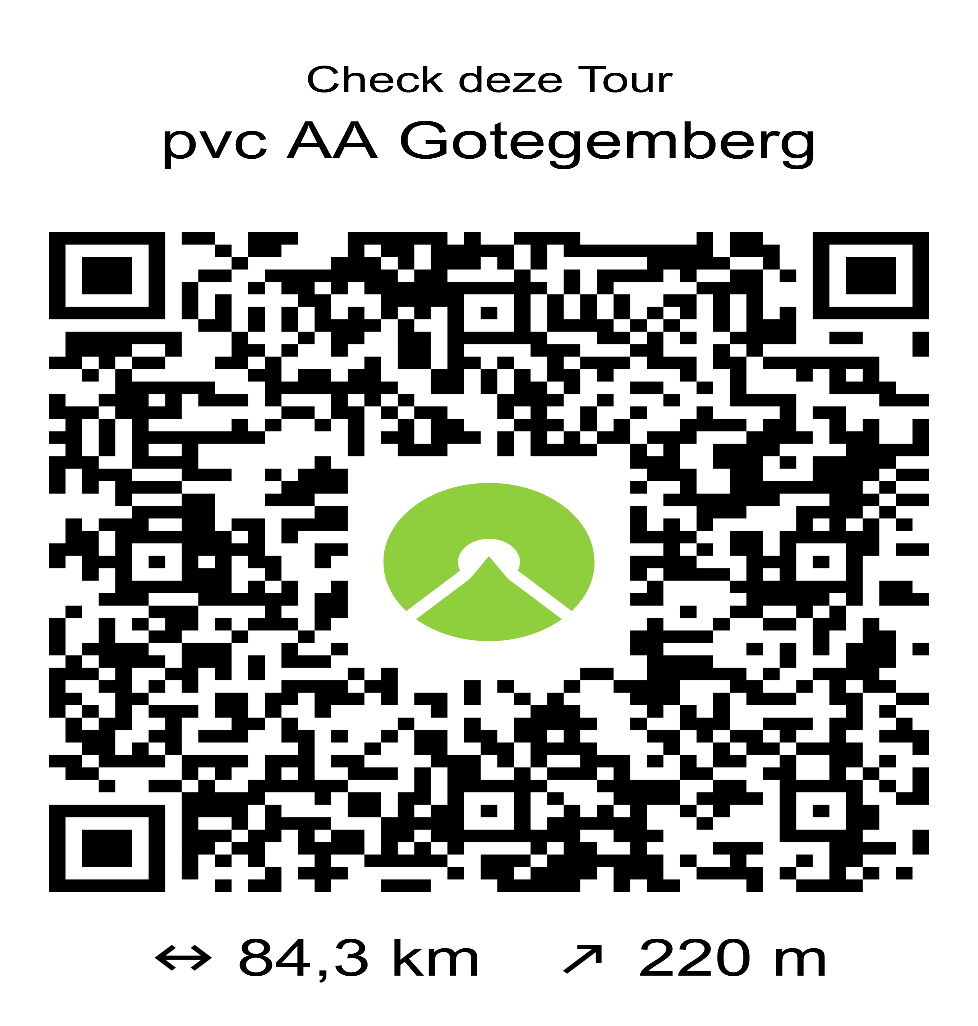 Check deze Tour
pvc AA Gotegemberg
↔ 84,3 km ↗ 220 m